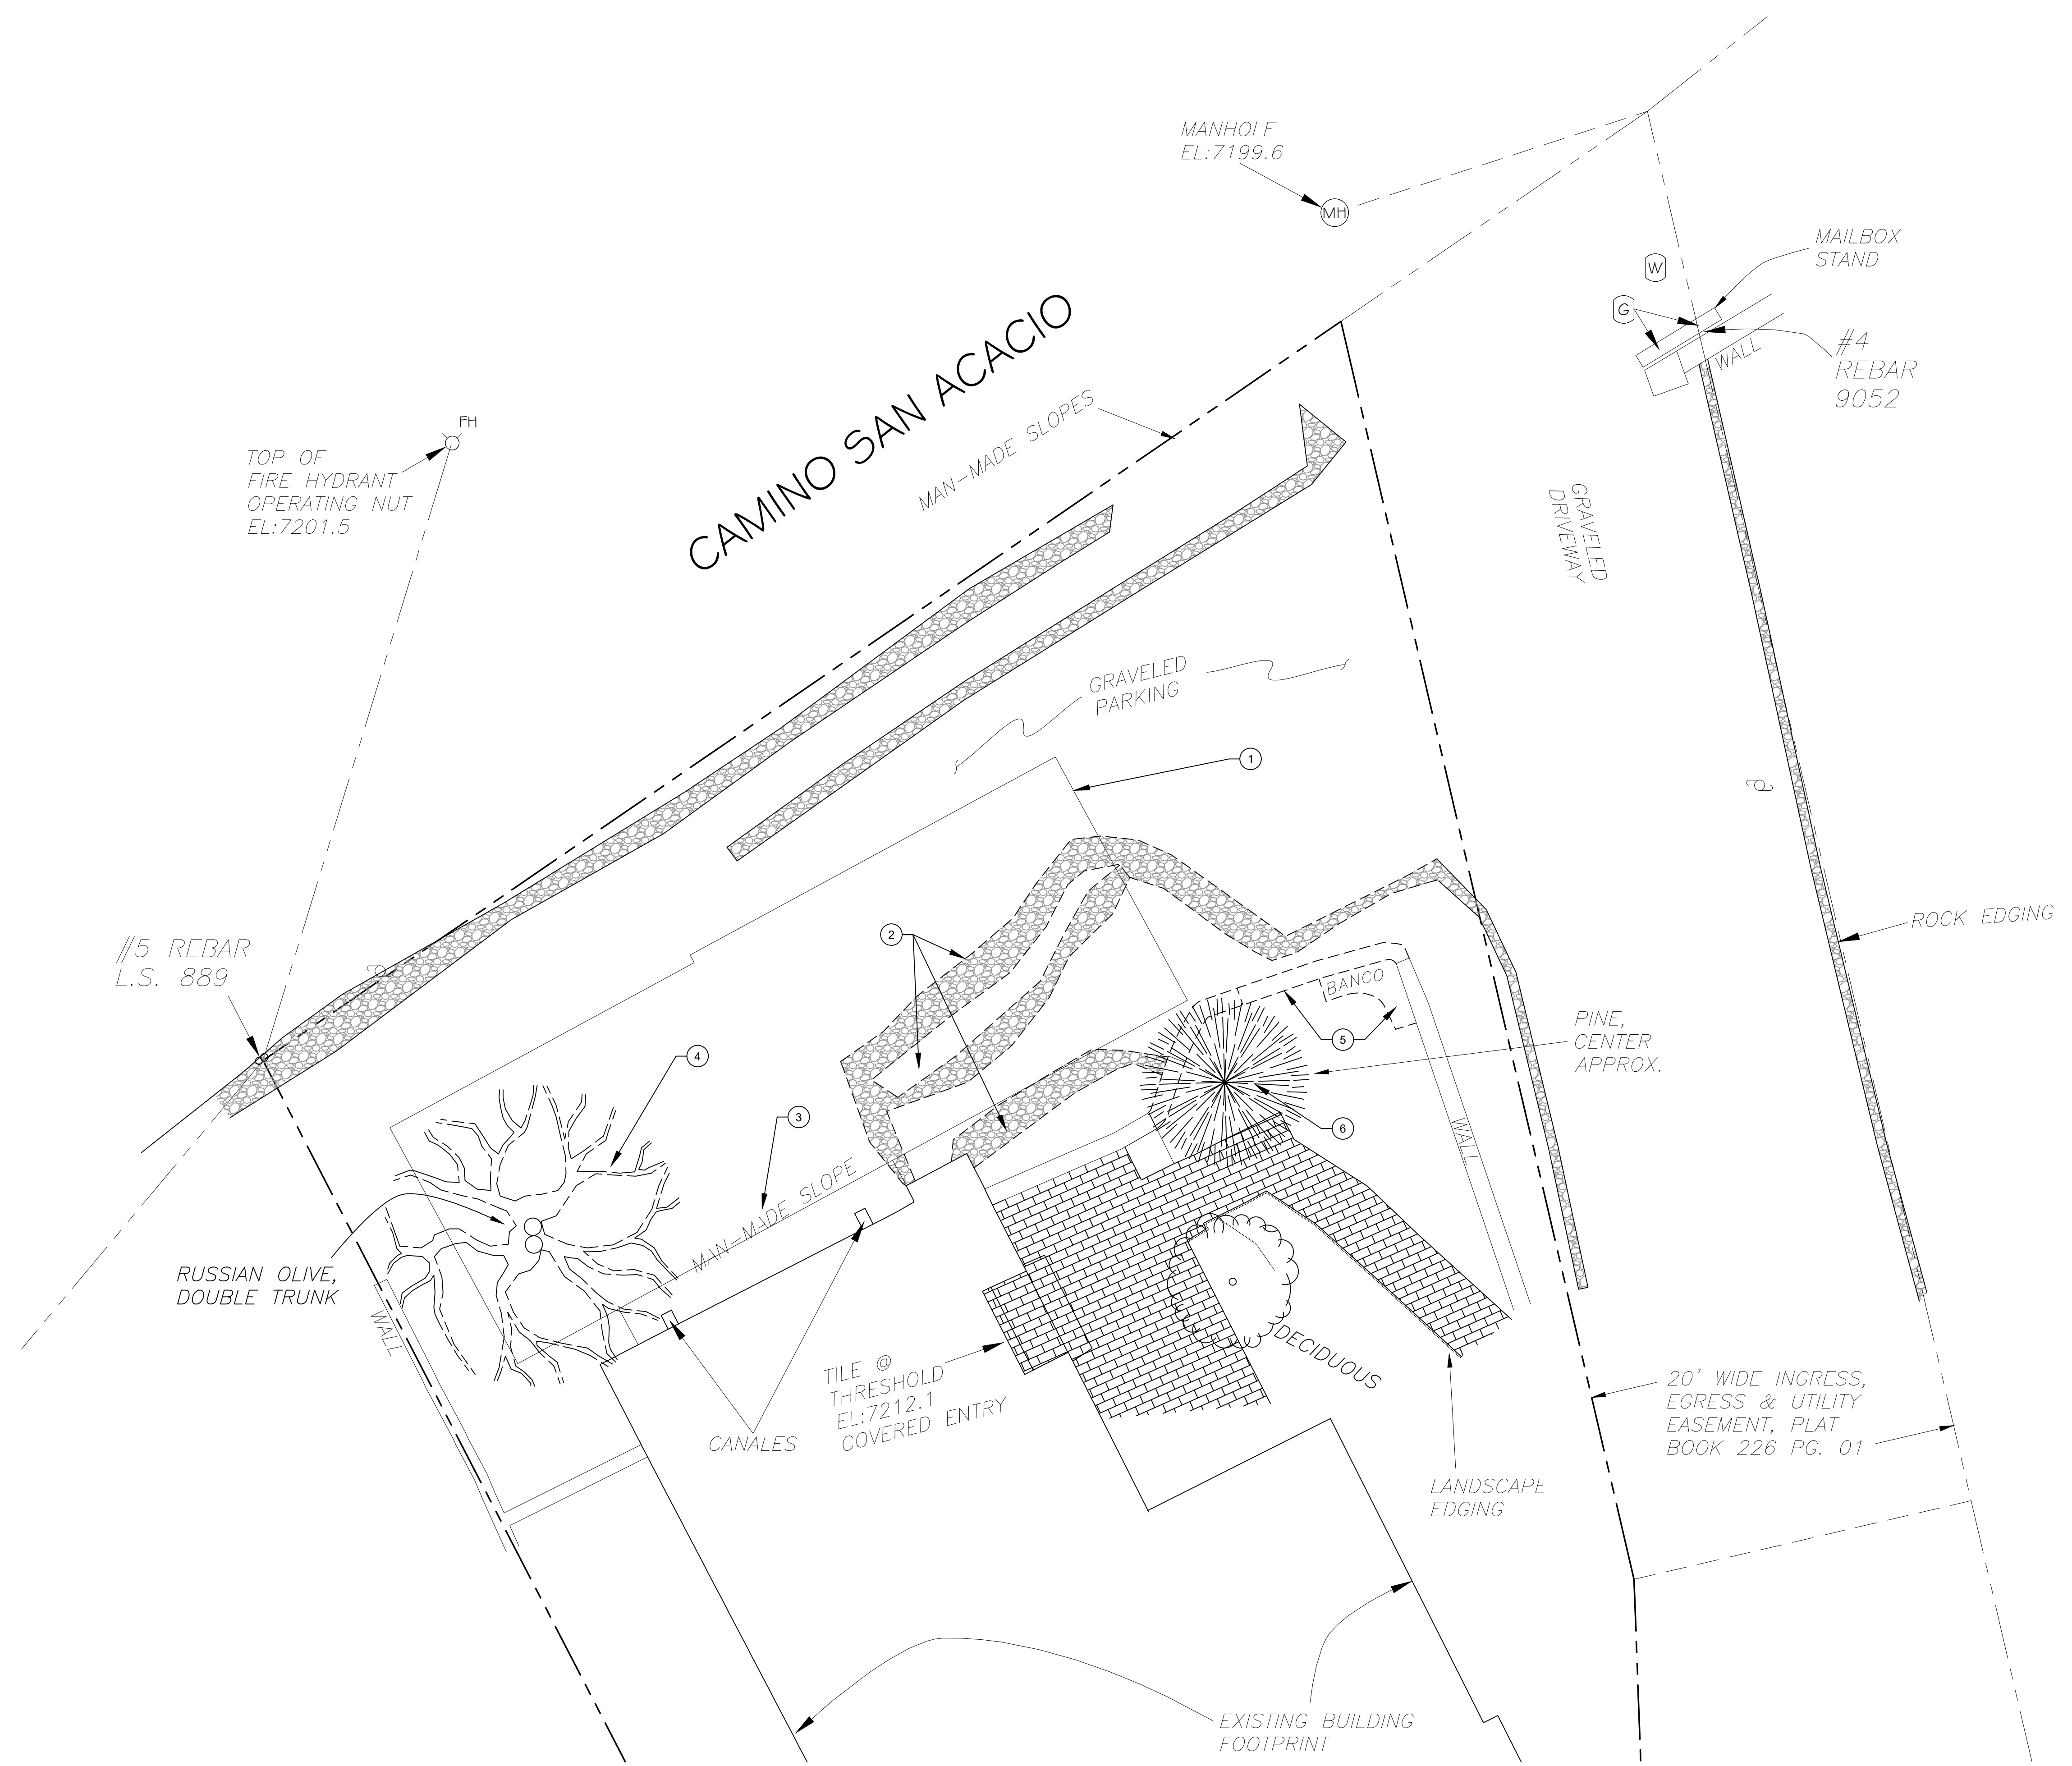 MANHOLE
EL:7199.6
MH
W
G
MAILBOX
STAND
WALL
#4
REBAR
9052
FH
TOP OF
FIRE HYDRANT
OPERATING NUT
EL:7201.5
CAMINO SAN ACACIO
MAN-MADE SLOPES
GRAVELED
DRIVEWAY
GRAVELED
PARKING
1
2
ROCK EDGING
#5 REBAR
L.S. 889
BANCO
5
PINE,
CENTER
APPROX.
4
3
6
WALL
MAN-MADE SLOPE
RUSSIAN OLIVE,
DOUBLE TRUNK
WALL
DECIDUOUS
TILE @
THRESHOLD
EL:7212.1
COVERED ENTRY
CANALES
20' WIDE INGRESS,
EGRESS & UTILITY
EASEMENT, PLAT
BOOK 226 PG. 01
LANDSCAPE
EDGING
EXISTING BUILDING
FOOTPRINT